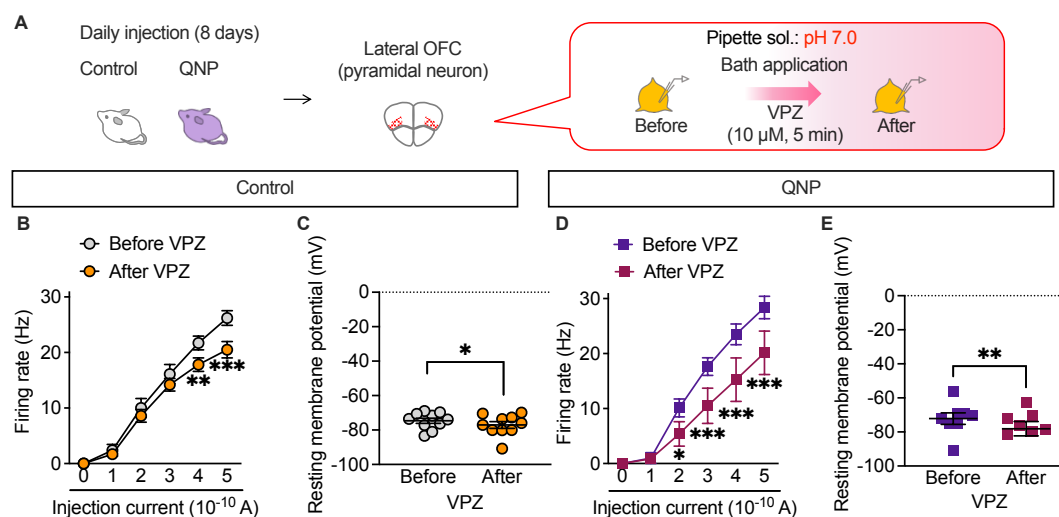 A
Daily injection (8 days)
Control
QNP
Lateral OFC
(pyramidal neuron)
Pipette sol.: pH 7.0
Bath application
Before
VPZ
(10 µM, 5 min)
After
Control
QNP
B
Before VPZ
After VPZ
Firing rate (Hz)
30
20
10
0
**
***
0 1 2 3 4 5
Injection current (10⁻¹⁰ A)
C
Resting membrane potential (mV)
0
-20
-40
-60
-80
-100
*
Before After
VPZ
D
Before VPZ
After VPZ
Firing rate (Hz)
30
20
10
0
*
***
***
***
0 1 2 3 4 5
Injection current (10⁻¹⁰ A)
E
Resting membrane potential (mV)
0
-20
-40
-60
-80
-100
**
Before After
VPZ